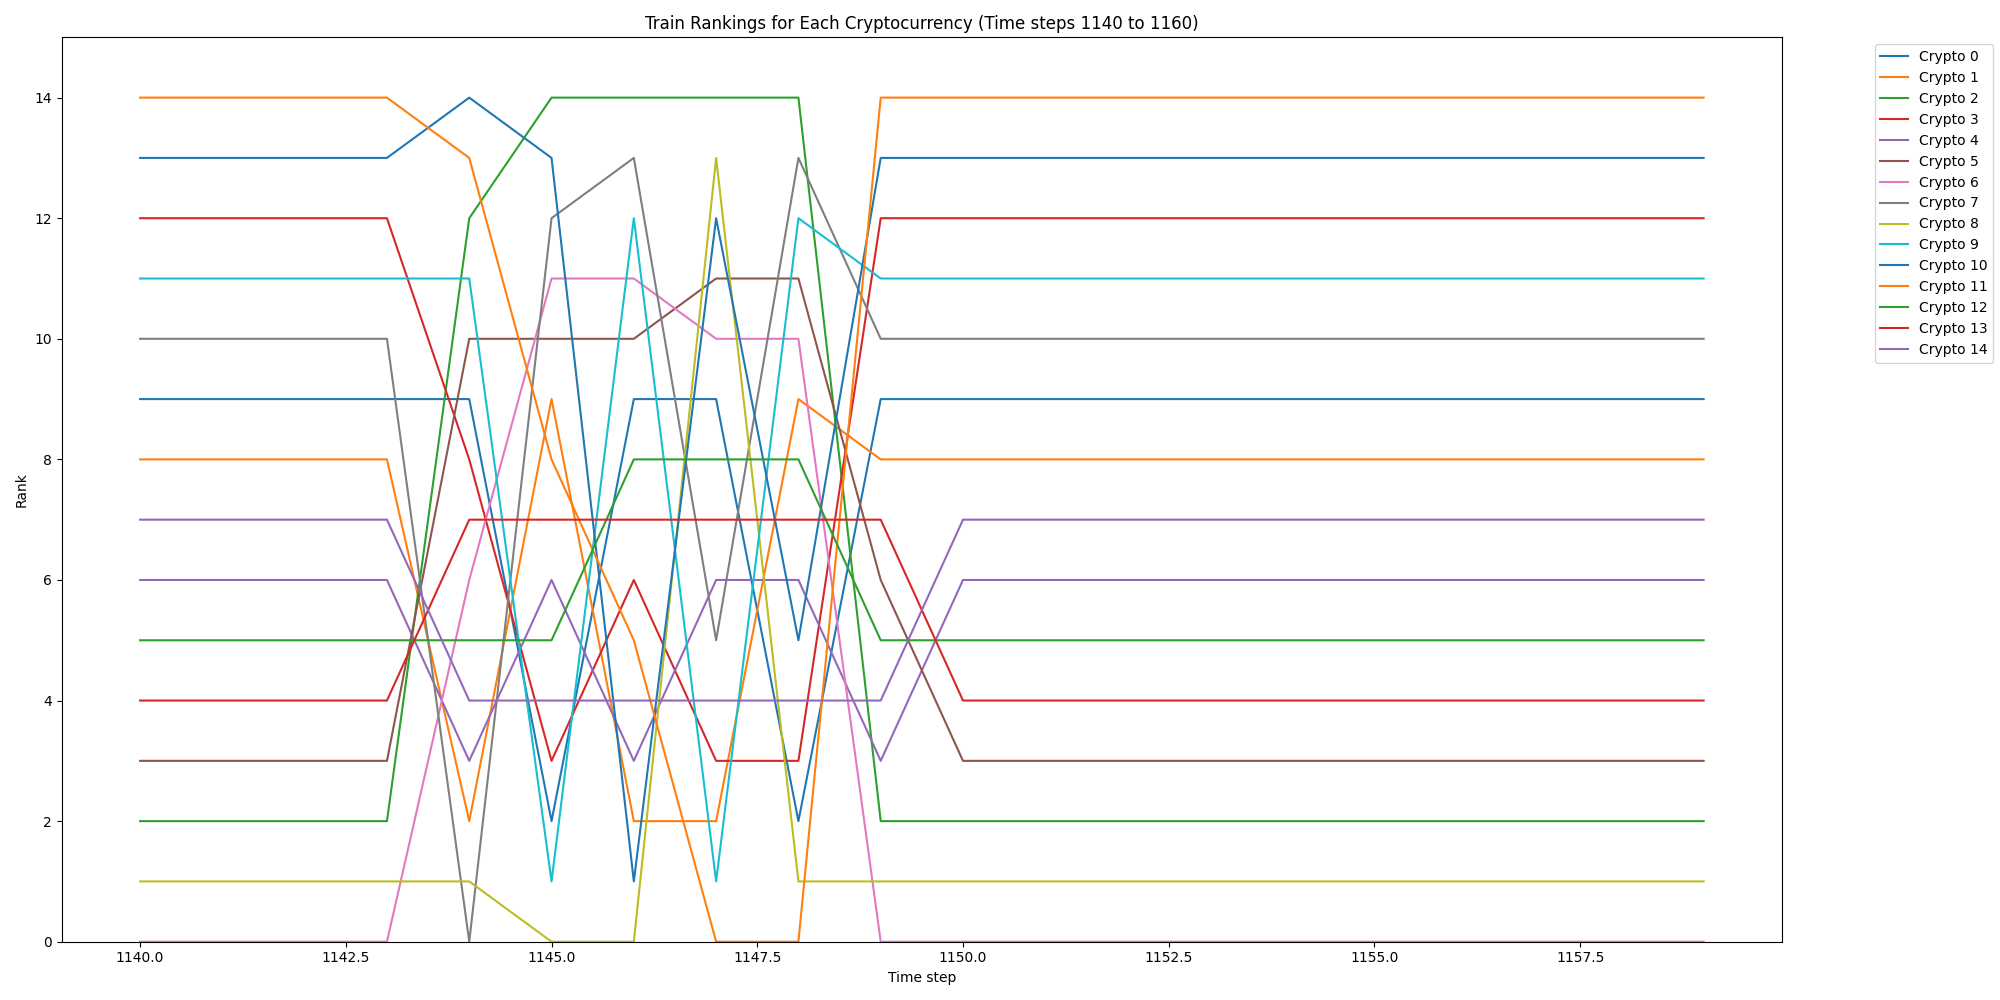 Train Rankings for Each Cryptocurrency (Time steps 1140 to 1160)
14
12
10
8
6
4
2
0
Rank
1140.0
1142.5
1145.0
1147.5
1150.0
1152.5
1155.0
1157.5
Time step
Crypto 0
Crypto 1
Crypto 2
Crypto 3
Crypto 4
Crypto 5
Crypto 6
Crypto 7
Crypto 8
Crypto 9
Crypto 10
Crypto 11
Crypto 12
Crypto 13
Crypto 14